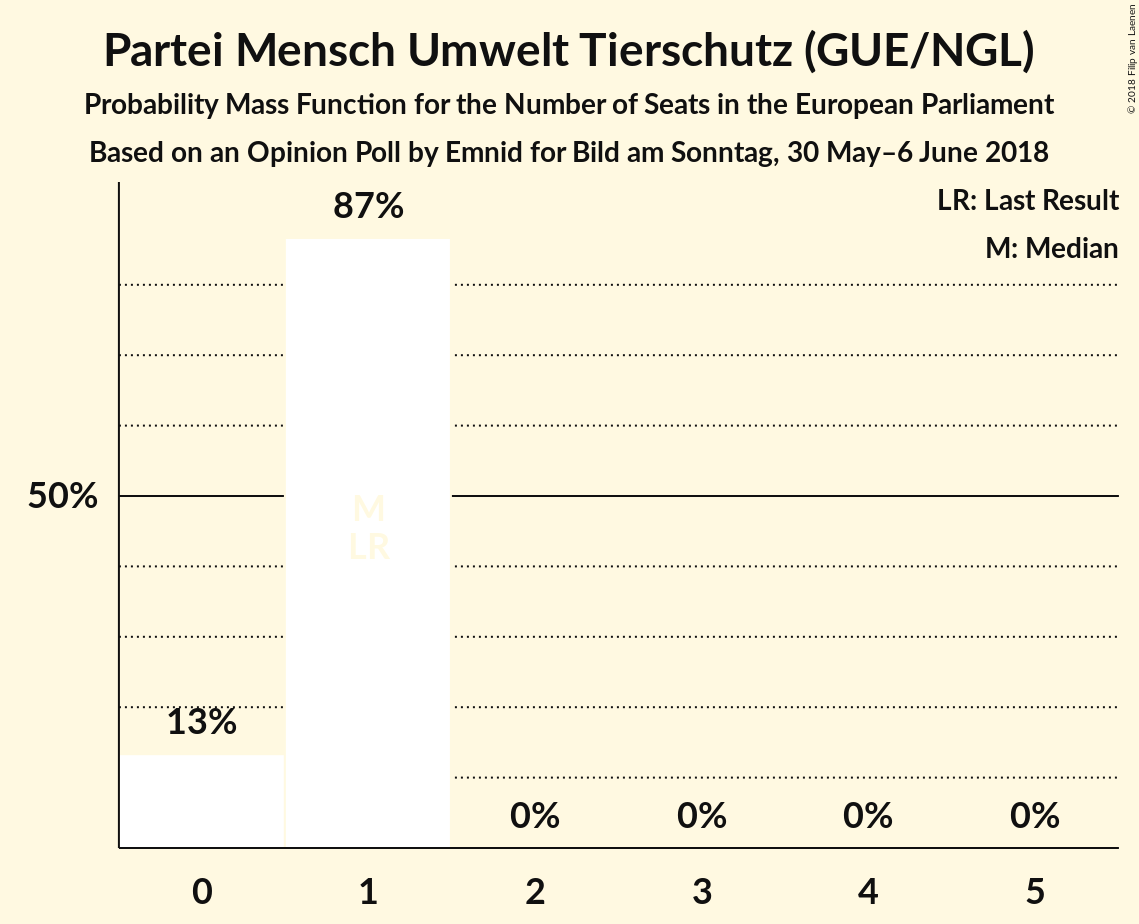 Partei Mensch Umwelt Tierschutz (GUE/NGL)
Probability Mass Function for the Number of Seats in the European Parliament
Based on an Opinion Poll by Emnid for Bild am Sonntag, 30 May–6 June 2018
© 2018 Filip van Laenen
LR: Last Result
M: Median
87%
50%
M
LR
13%
0% 0% 0% 0%
0 1 2 3 4 5